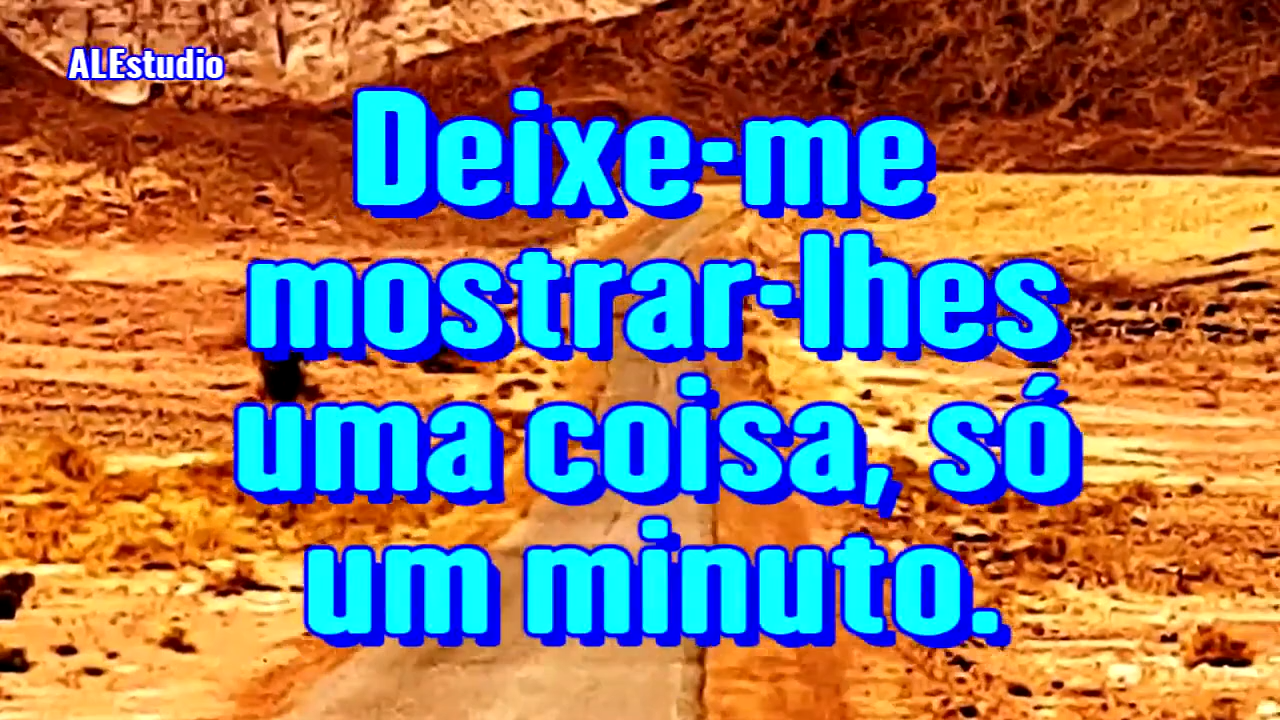 ALEstudio
Deixe-me
mostrar-lhes
uma coisa, só
um minuto.